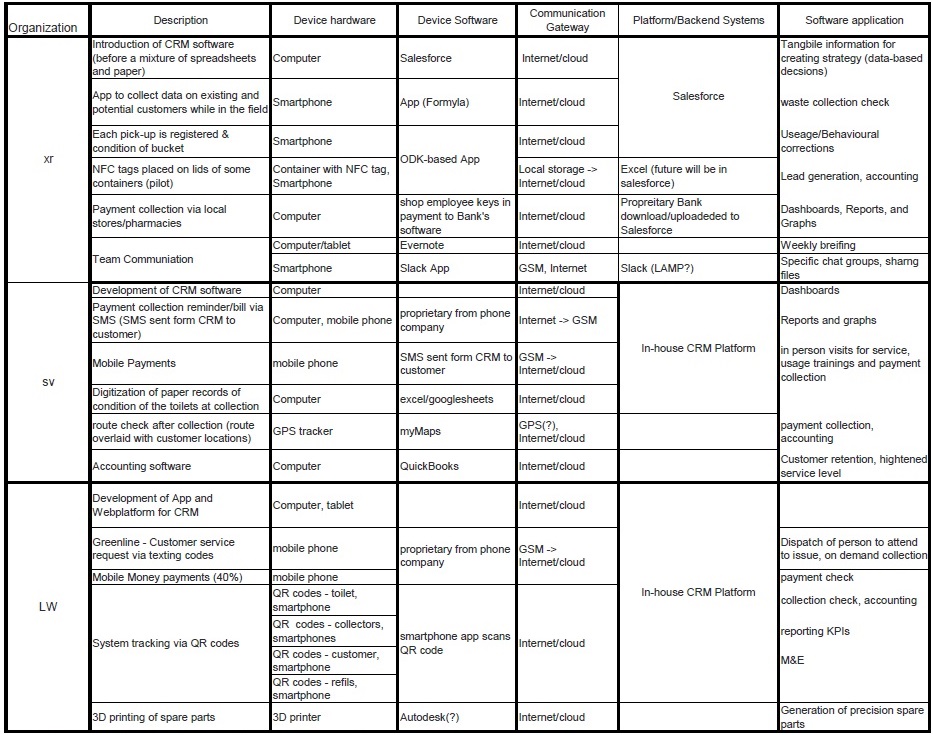 Organization
Description
Device hardware
Device Software
Communication
Gateway
Platform/Backend Systems
Software application
xr
Introduction of CRM software
(before a mixture of spreadsheets
and paper)
Computer
Salesforce
Internet/cloud
Salesforce
Tangbile information for
creating strategy (data-based
decsions)
App to collect data on existing and
potential customers while in the field
Smartphone
App (Formyla)
Internet/cloud
waste collection check
Each pick-up is registered &
condition of bucket
Smartphone
ODK-based App
Internet/cloud
Useage/Behavioural
corrections
NFC tags placed on lids of some
containers (pilot)
Container with NFC tag,
Smartphone
Local storage ->
Internet/cloud
Excel (future will be in
salesforce)
Lead generation, accounting
Payment collection via local
stores/pharmacies
Computer
shop employee keys in
payment to Bank's
software
Internet/cloud
Propreitary Bank
download/uploadeded to
Salesforce
Dashboards, Reports, and
Graphs
Team Communiation
Computer/tablet
Evernote
Internet/cloud
Weekly breifing
Smartphone
Slack App
GSM, Internet
Slack (LAMP?)
Specific chat groups, sharng
files
sv
Development of CRM software
Computer
Internet/cloud
In-house CRM Platform
Dashboards
Payment collection reminder/bill via
SMS (SMS sent form CRM to
customer)
Computer, mobile phone
proprietary from phone
company
Internet -> GSM
Reports and graphs
Mobile Payments
mobile phone
SMS sent form CRM to
customer
GSM ->
Internet/cloud
in person visits for service,
usage trainings and payment
collection
Digitization of paper records of
condition of the toilets at collection
Computer
excel/googlesheets
Internet/cloud
route check after collection (route
overlaid with customer locations)
GPS tracker
myMaps
GPS(?),
Internet/cloud
payment collection,
accounting
Accounting software
Computer
QuickBooks
Internet/cloud
Customer retention, hightened
service level
LW
Development of App and
Webplatform for CRM
Computer, tablet
Internet/cloud
In-house CRM Platform
Greenline - Customer service
request via texting codes
mobile phone
proprietary from phone
company
GSM ->
Internet/cloud
Dispatch of person to attend
to issue, on demand collection
Mobile Money payments (40%)
mobile phone
payment check
System tracking via QR codes
QR codes - toilet,
smartphone
QR  codes - collectors,
smartphones
QR codes - customer,
smartphone
QR codes - refils,
smartphone
smartphone app scans
QR code
Internet/cloud
collection check, accounting
reporting KPIs
M&E
3D printing of spare parts
3D printer
Autodesk(?)
Internet/cloud
Generation of precision spare
parts